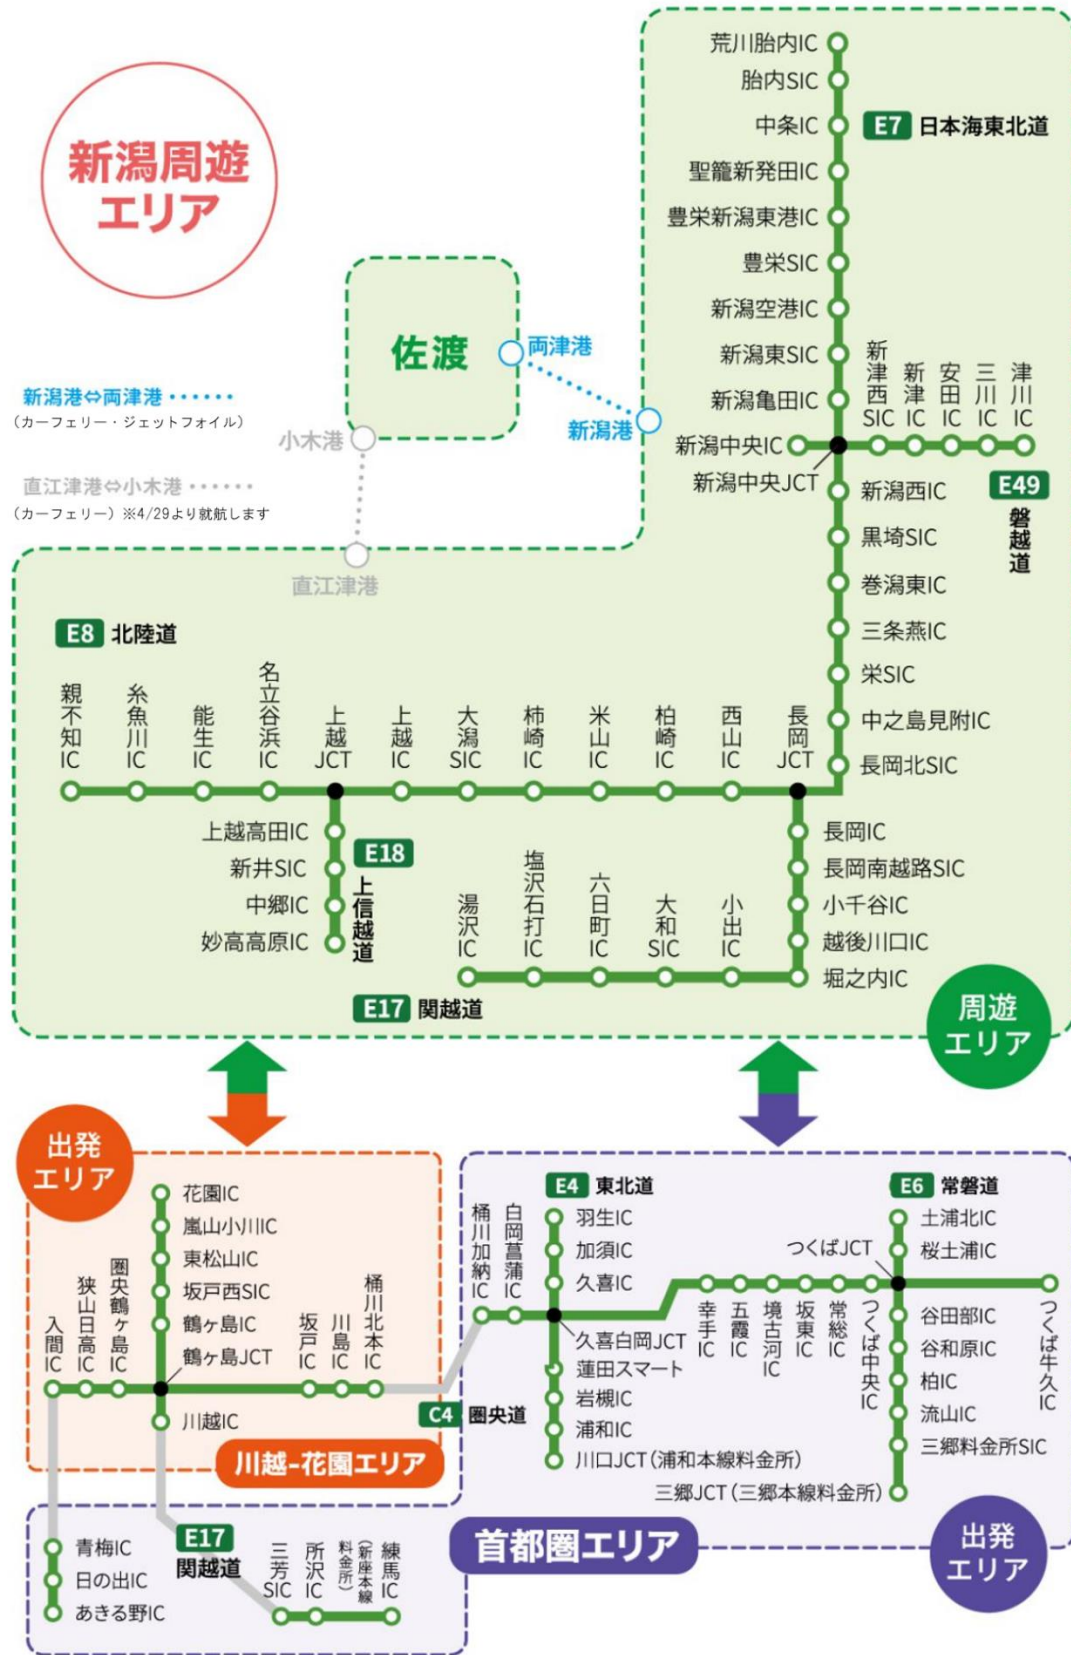 新潟周遊
エリア
荒川胎内IC
胎内SIC
中条IC
E7 日本海東北道
聖籠新発田IC
豊栄新潟東港IC
豊栄SIC
新潟空港IC
新潟東SIC
新潟亀田IC
新潟中央IC
新潟中央JCT
新津西SIC
新津IC
安田IC
三川IC
津川IC
E49
磐越道
佐渡
両津港
新潟港
小木港
直江津港
新潟港⇔両津港 ・・・・・・
(カーフェリー・ジェットフォイル)
直江津港⇔小木港 ・・・・・・
(カーフェリー) ※4/29より就航します
新潟西IC
黒埼SIC
巻潟東IC
三条燕IC
栄SIC
中之島見附IC
長岡北SIC
E8 北陸道
親不知IC
糸魚川IC
能生IC
名立谷浜IC
上越JCT
上越IC
大潟SIC
柿崎IC
米山IC
柏崎IC
西山IC
長岡JCT
上越高田IC
新井SIC
中郷IC
妙高高原IC
E18
上信越道
長岡IC
長岡南越路SIC
小千谷IC
越後川口IC
堀之内IC
湯沢IC
塩沢石打IC
六日町IC
大和SIC
小出IC
E17 関越道
周遊
エリア
出発
エリア
花園IC
嵐山小川IC
東松山IC
坂戸西SIC
鶴ヶ島IC
鶴ヶ島JCT
川越IC
入間IC
狭山日高IC
圏央鶴ヶ島IC
坂戸IC
川島IC
桶川北本IC
川越-花園エリア
C4 圏央道
桶川加納IC
白岡菖蒲IC
E4 東北道
羽生IC
加須IC
久喜IC
久喜白岡JCT
蓮田スマート
岩槻IC
浦和IC
川口JCT(浦和本線料金所)
幸手IC
五霞IC
境古河IC
坂東IC
常総IC
つくば中央IC
つくばJCT
つくば牛久IC
E6 常磐道
土浦北IC
桜土浦IC
谷田部IC
谷和原IC
柏IC
流山IC
三郷料金所SIC
三郷JCT(三郷本線料金所)
青梅IC
日の出IC
あきる野IC
E17
関越道
三芳SIC
所沢IC
(新座本線料金所)
練馬IC
首都圏エリア
出発
エリア